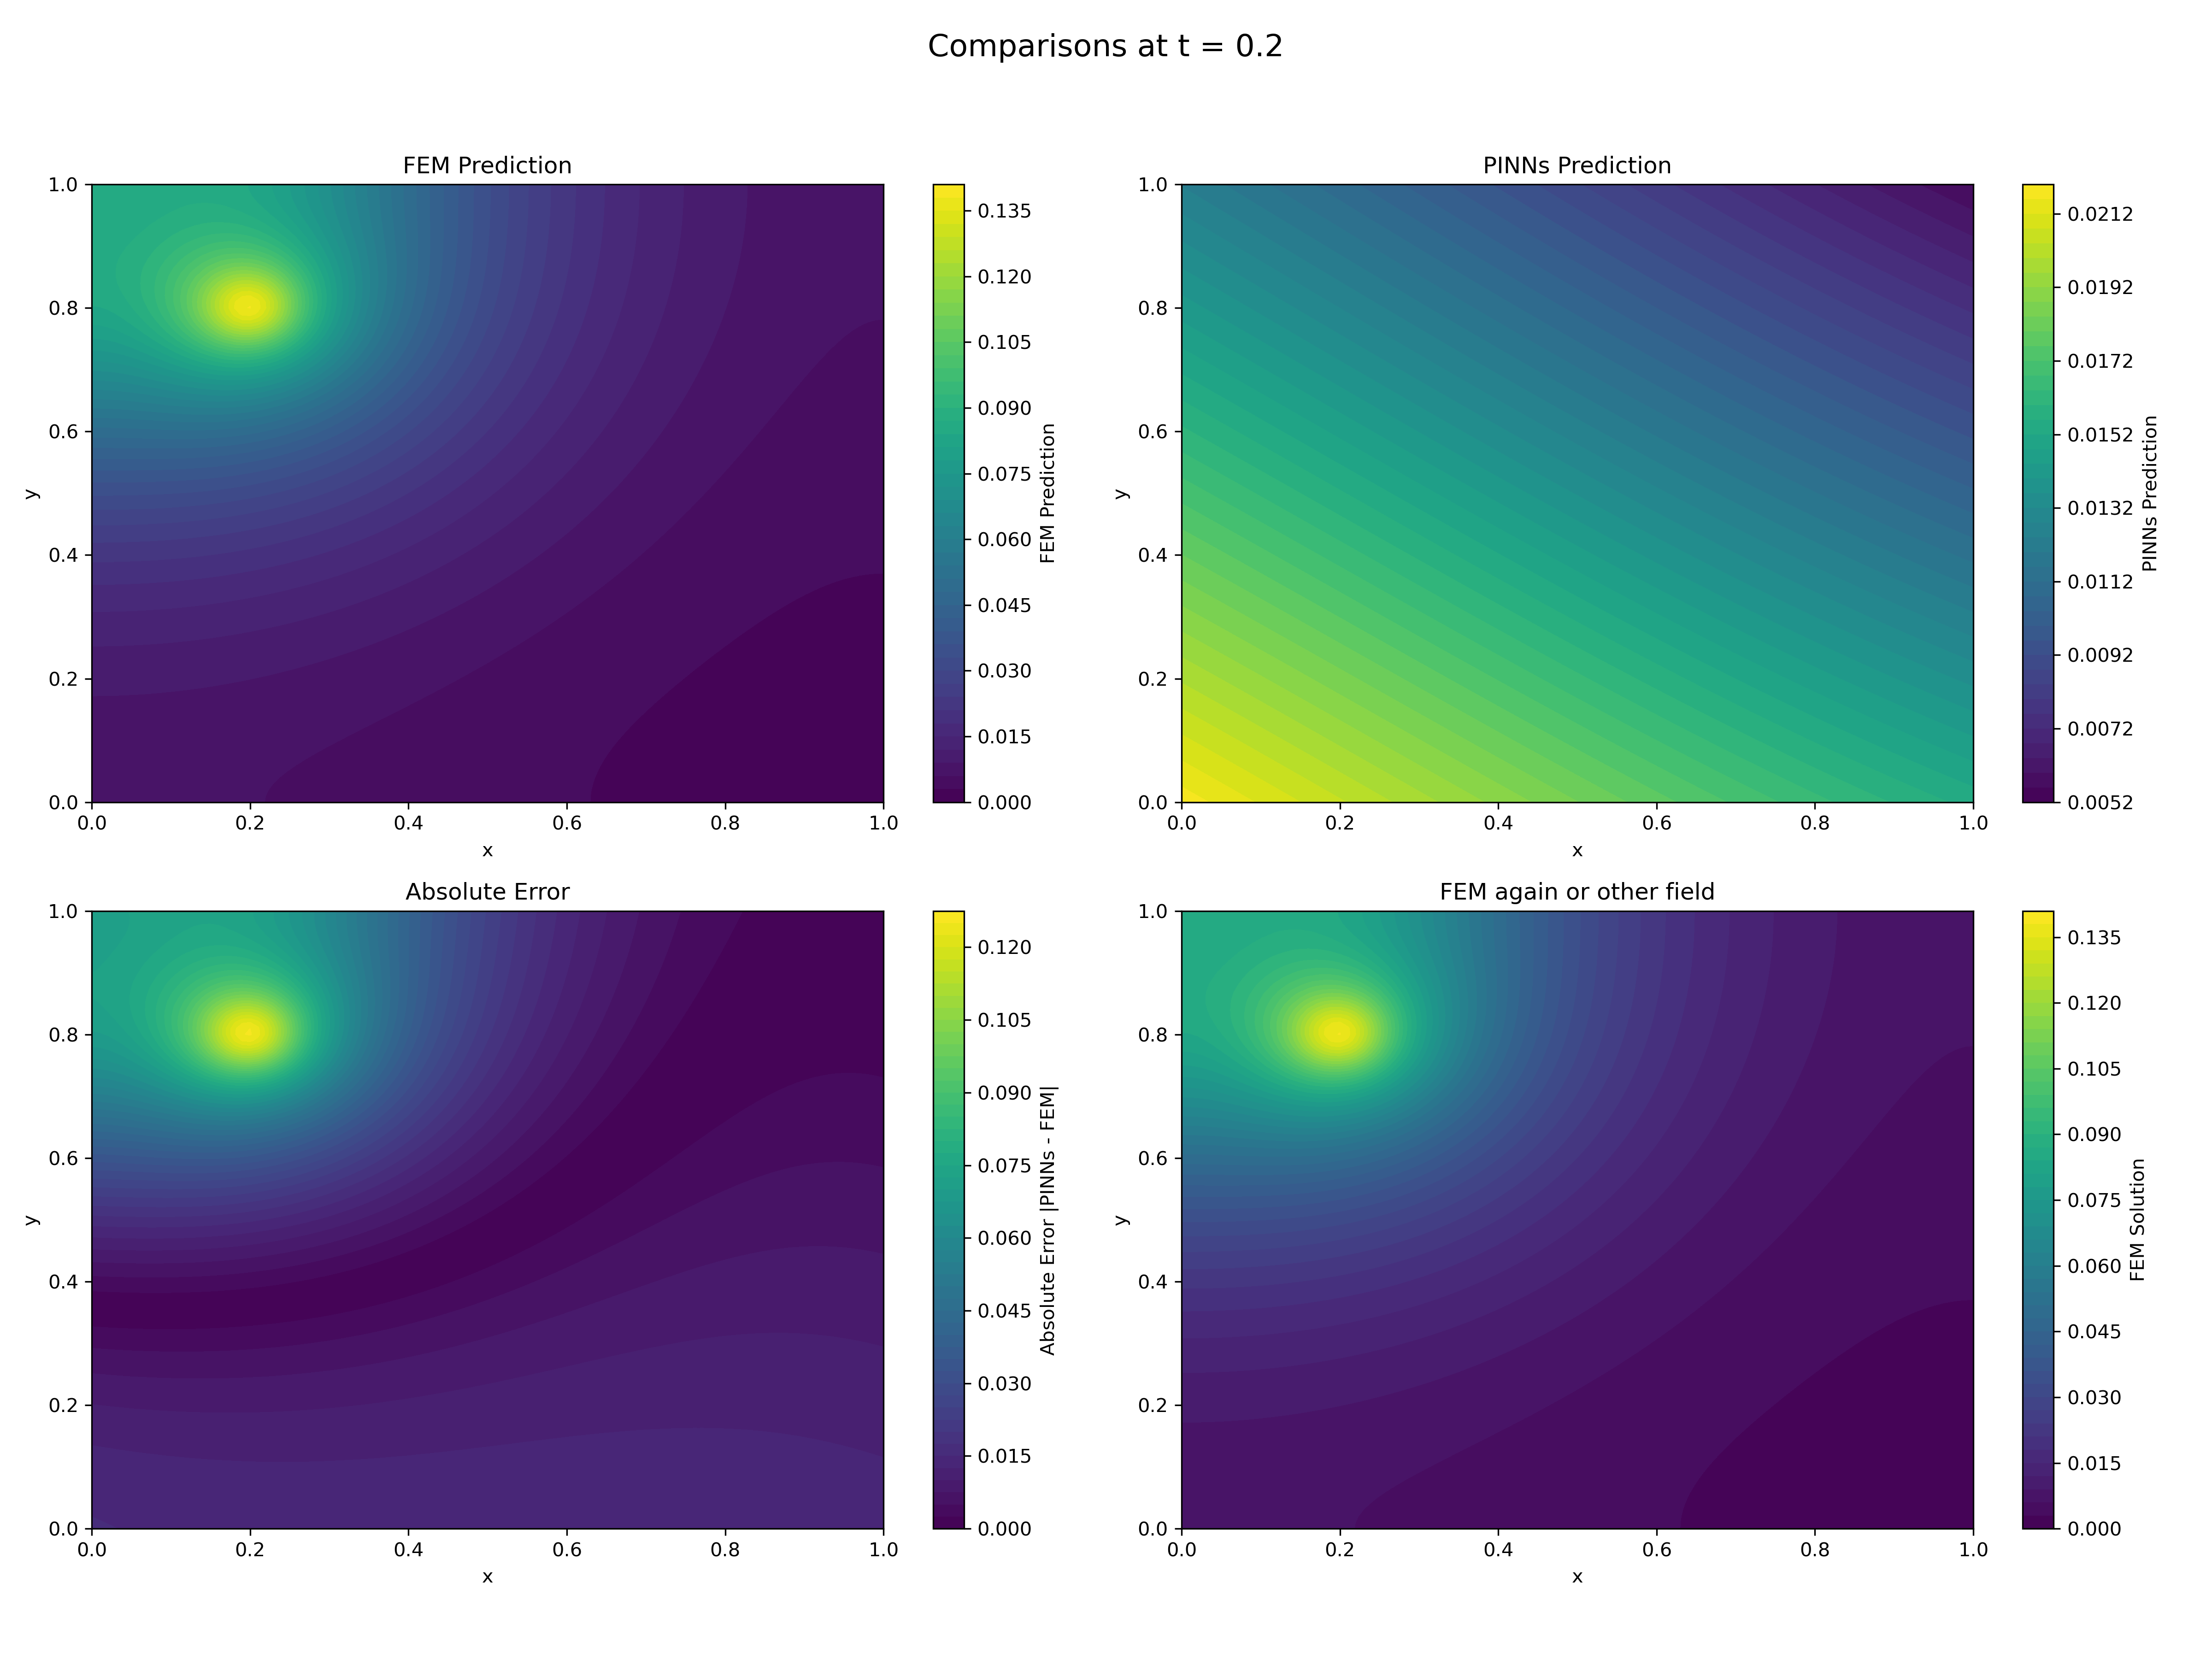 Comparisons at t = 0.2
FEM Prediction
1.0
0.8
0.6
0.4
0.2
0.0
y
0.0 0.2 0.4 0.6 0.8 1.0
x
0.135
0.120
0.105
0.090
0.075
0.060
0.045
0.030
0.015
0.000
FEM Prediction
PINNs Prediction
1.0
0.8
0.6
0.4
0.2
0.0
y
0.0 0.2 0.4 0.6 0.8 1.0
x
0.0212
0.0192
0.0172
0.0152
0.0132
0.0112
0.0092
0.0072
0.0052
PINNs Prediction
Absolute Error
1.0
0.8
0.6
0.4
0.2
0.0
y
0.0 0.2 0.4 0.6 0.8 1.0
x
0.120
0.105
0.090
0.075
0.060
0.045
0.030
0.015
0.000
Absolute Error |PINNs - FEM|
FEM again or other field
1.0
0.8
0.6
0.4
0.2
0.0
y
0.0 0.2 0.4 0.6 0.8 1.0
x
0.135
0.120
0.105
0.090
0.075
0.060
0.045
0.030
0.015
0.000
FEM Solution